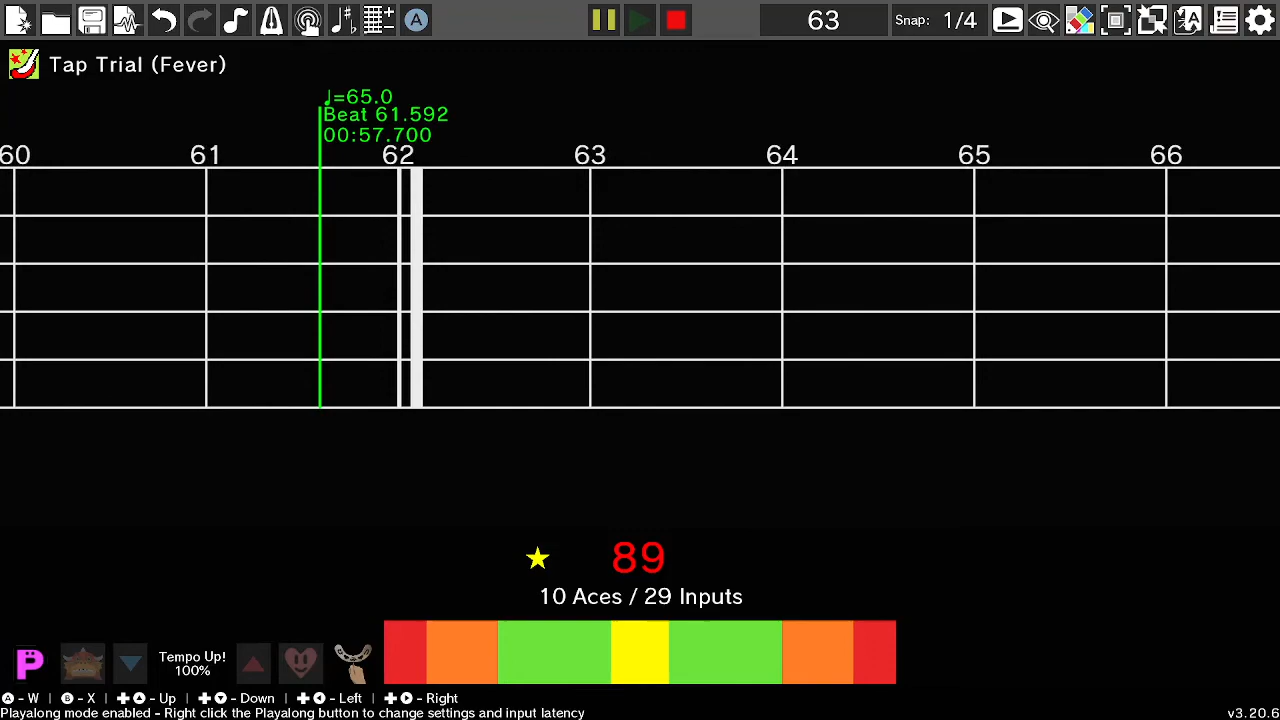 63
Snap: 1/4
A
A
Tap Trial (Fever)
♩=65.0
Beat 61.592
00:57.700
60 61 62 63 64 65 66
89
10 Aces / 29 Inputs
P
Tempo Up!
100%
A - W | B - X | - Up | - Down | - Left | - Right
Playalong mode enabled - Right click the Playalong button to change settings and input latency
v3.20.6